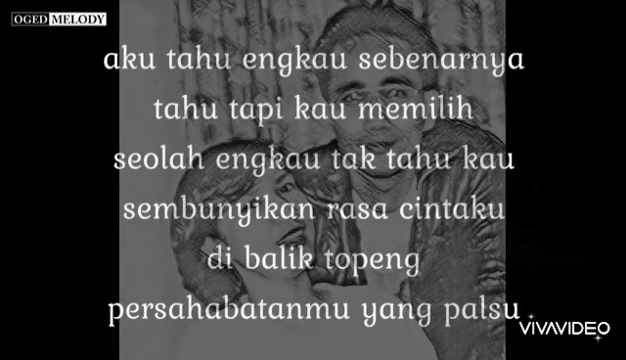 OGED MELODY
aku tahu engkau sebenarnya
tahu tapi kau memilih
seolah engkau tak tahu kau
sembunyikan rasa cintaku
di balik topeng
persahabatanmu yang palsu
VIVAVIDEO